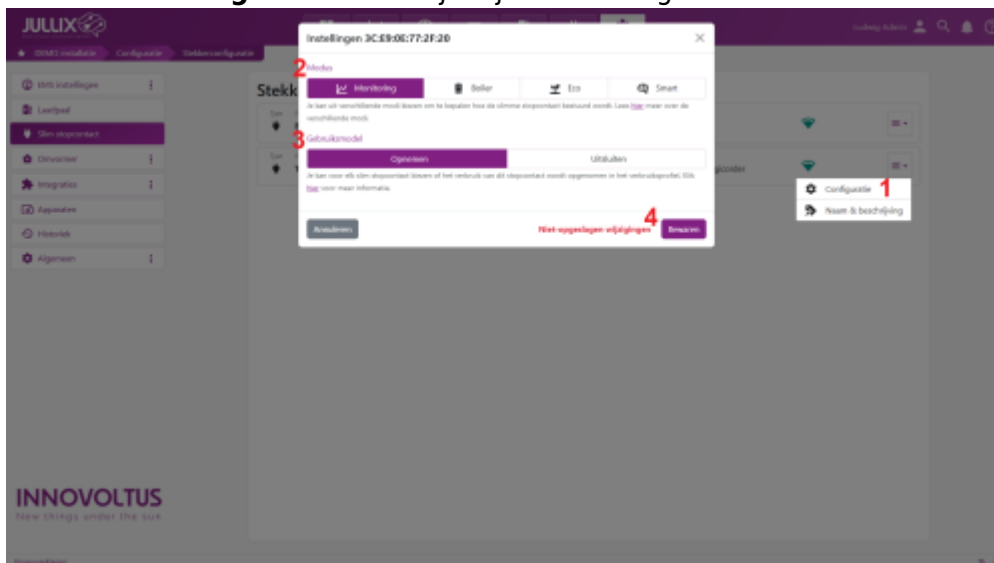 JULLIX
Instellingen 3C:E9:0E:77:2F:20
Ludwig Admin
DEMO installatie
Configuratie
Stekkerconfiguratie
EMS instellingen
Laadpaal
Slim stopcontact
Omvormer
Integraties
Apparaten
Historiek
Algemeen
Stekk
2
Modus
Monitoring
Boiler
Eco
Smart
Je kan uit verschillende modi kiezen om te bepalen hoe de slimme stopcontact bestuurd wordt. Lees hier meer over de
verschillende modi.
3
Gebruiksmodel
Opnemen
Uitsluiten
Je kan voor elk slim stopcontact kiezen of het verbruik van dit stopcontact wordt opgenomen in het verbruiksprofiel. Klik
hier voor meer informatie.
Annuleren
Niet-opgeslagen wijzigingen
4
Bewaren
Configuratie
1
Naam & beschrijving
INNOVOLTUS
New things under the sun